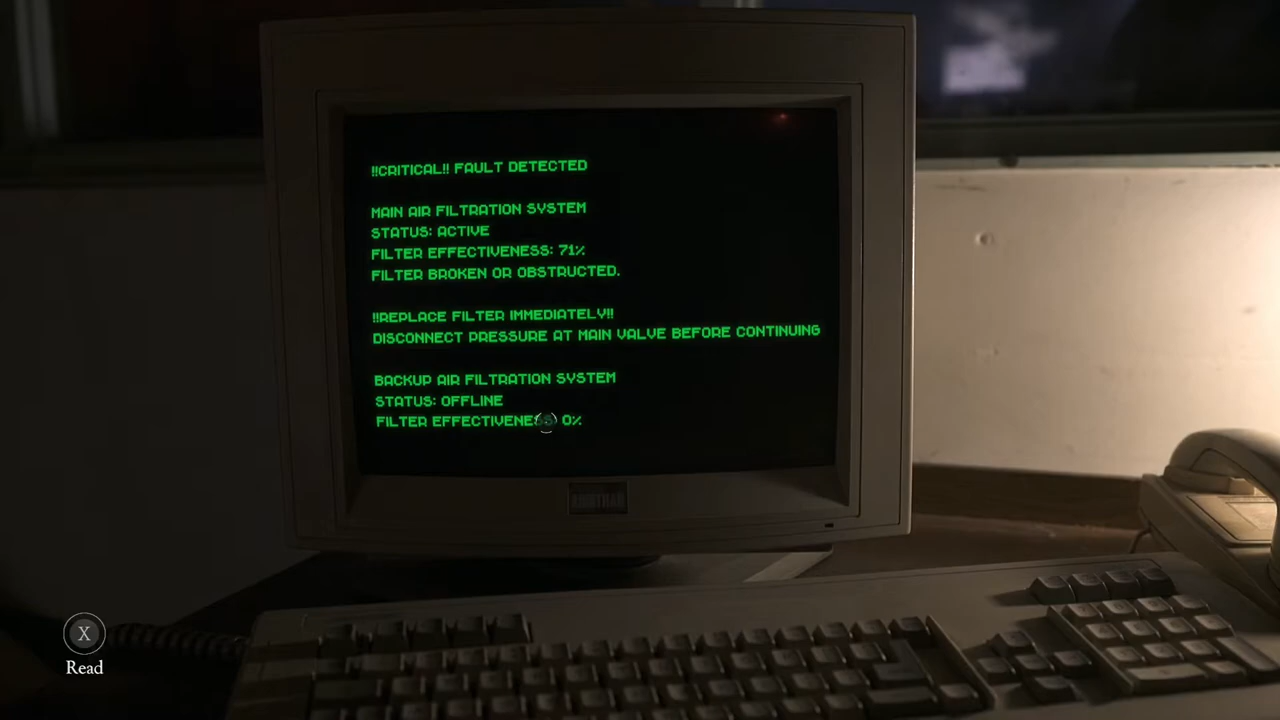 !!CRITICAL!! FAULT DETECTED
MAIN AIR FILTRATION SYSTEM
STATUS: ACTIVE
FILTER EFFECTIVENESS: 71%
FILTER BROKEN OR OBSTRUCTED.
!!REPLACE FILTER IMMEDIATELY!!
DISCONNECT PRESSURE AT MAIN VALVE BEFORE CONTINUING
BACKUP AIR FILTRATION SYSTEM
STATUS: OFFLINE
FILTER 0%
X
Read